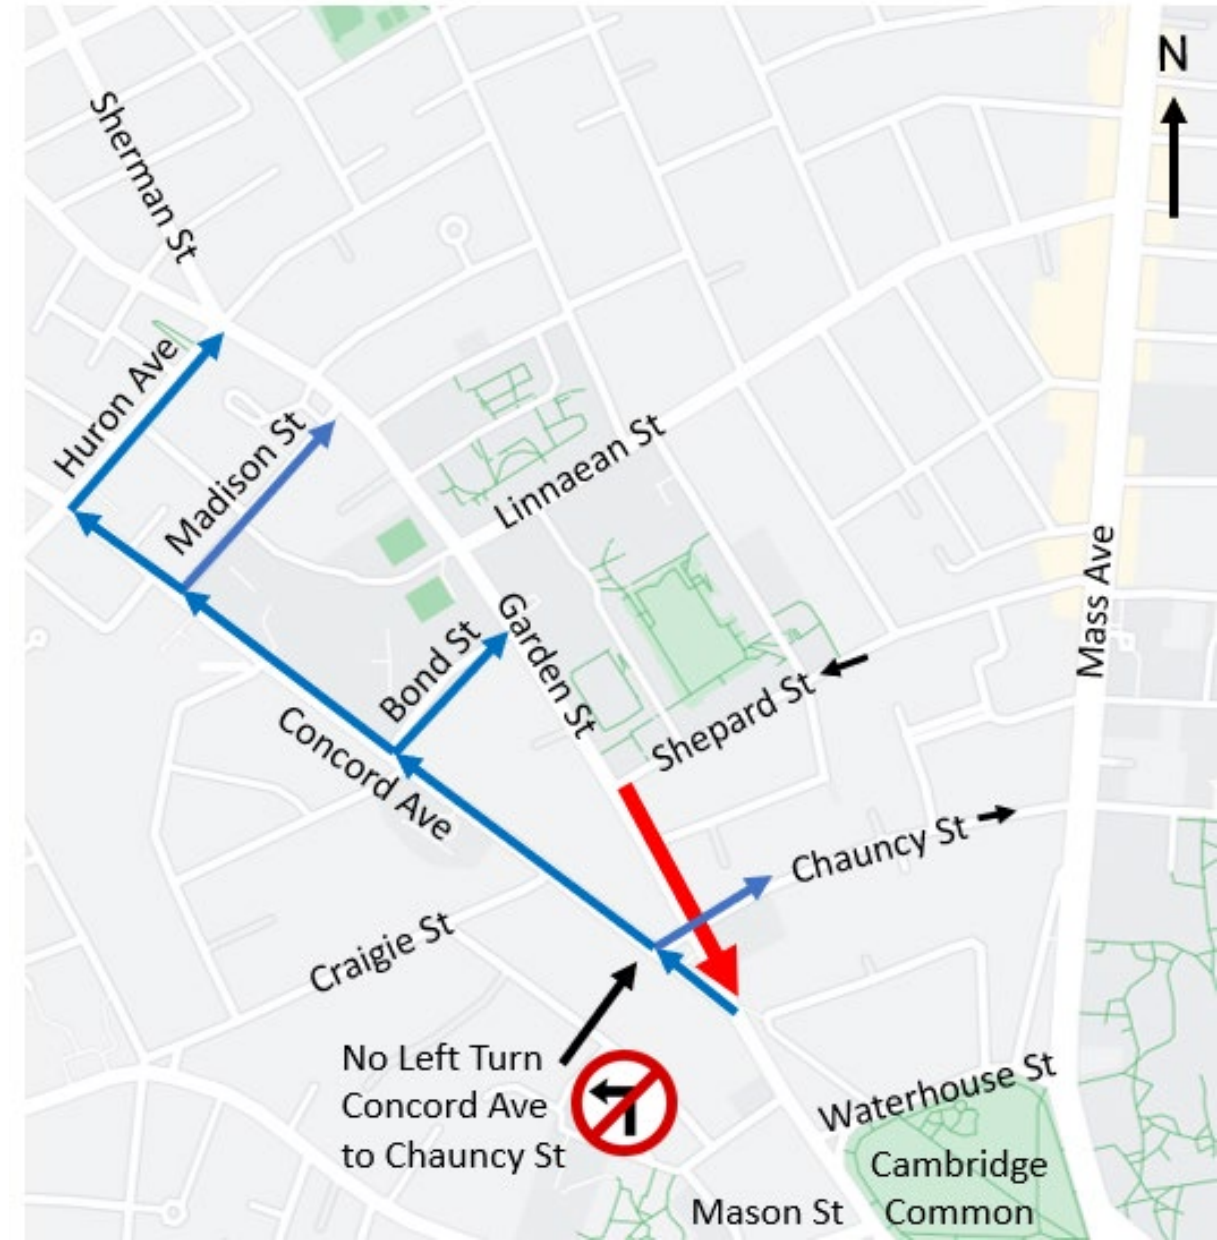 N
Sherman St
Huron Ave
Madison St
Linnaean St
Mass Ave
Garden St
Bond St
Shepard St
Concord Ave
Chauncy St
Craigie St
No Left Turn
Concord Ave
to Chauncy St
Waterhouse St
Cambridge
Common
Mason St